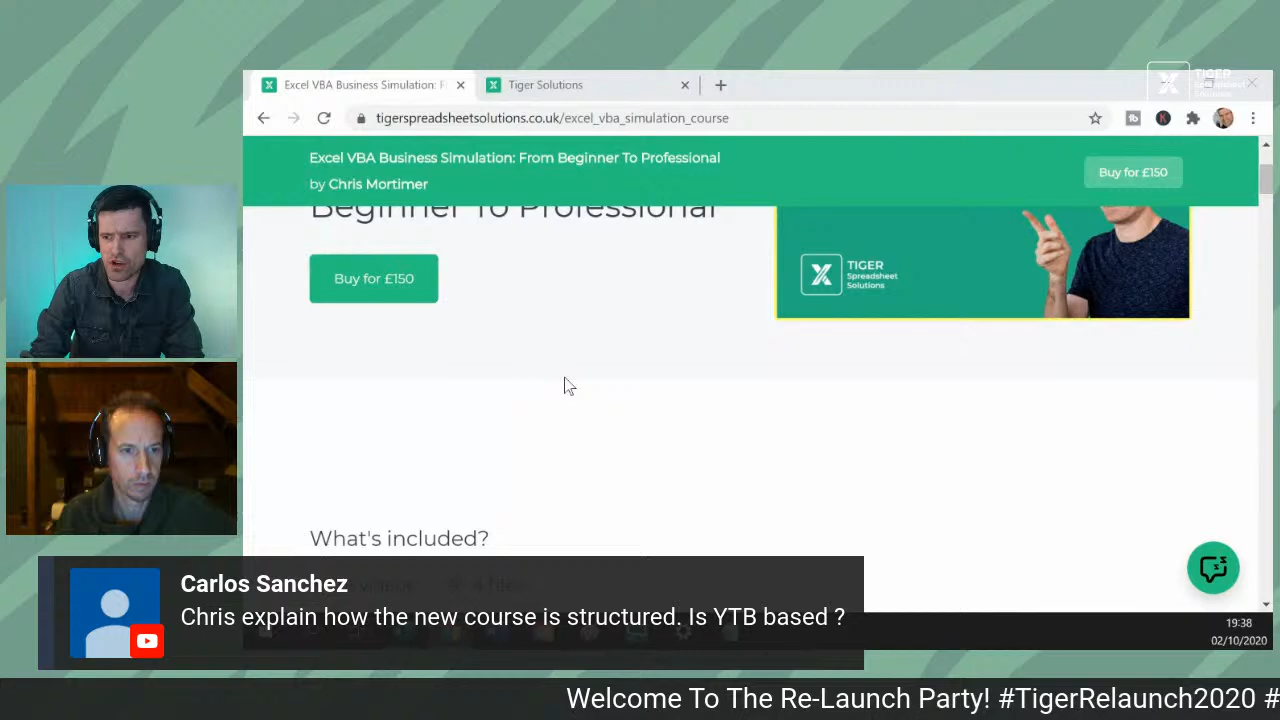 Excel VBA Business Simulation: F
Tiger Solutions
TIGER
Spreadsheet
Solutions
tigerspreadsheetsolutions.co.uk/excel_vba_simulation_course
Excel VBA Business Simulation: From Beginner To Professional
by Chris Mortimer
Buy for £150
Beginner To Professional
Buy for £150
TIGER
Spreadsheet
Solutions
What's included?
Carlos Sanchez
Chris explain how the new course is structured. Is YTB based ?
19:38
02/10/2020
Welcome To The Re-Launch Party! #TigerRelaunch2020 #